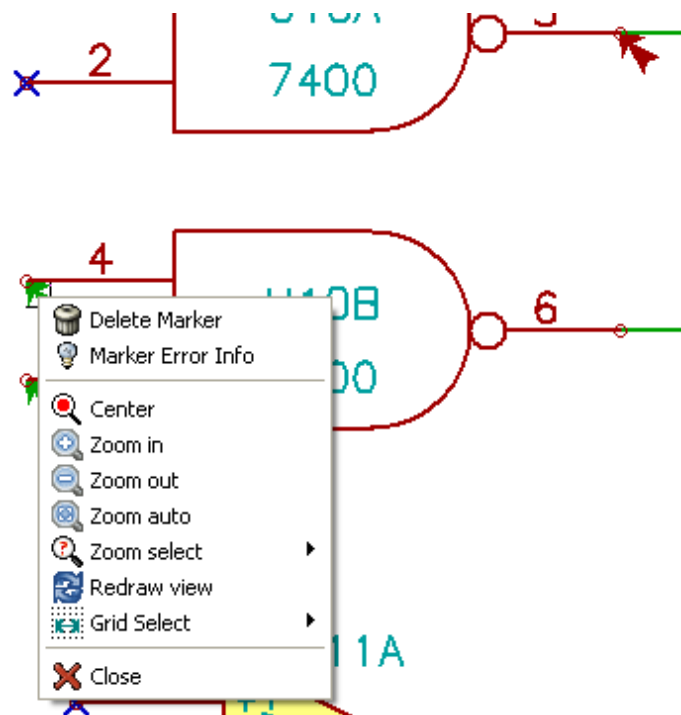 2
7400
4
6
Delete Marker
Marker Error Info
Center
Zoom in
Zoom out
Zoom auto
Zoom select
Redraw view
Grid Select
Close